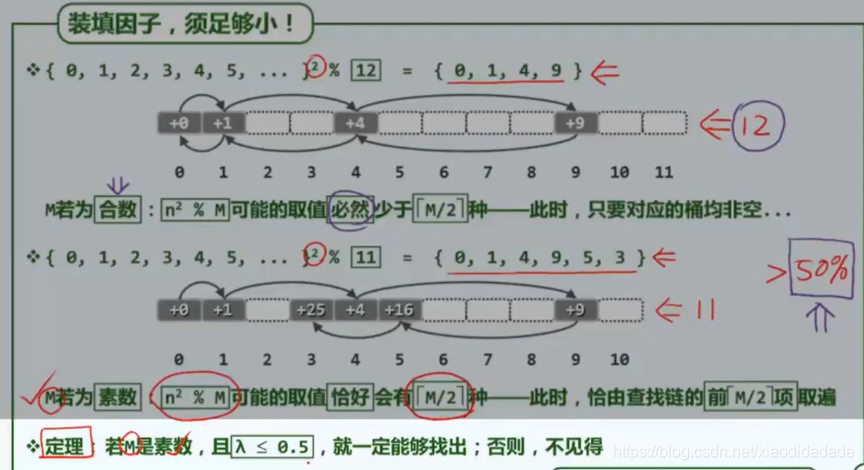 装填因子，须足够小！
❖{ 0, 1, 2, 3, 4, 5, ... }² % 12 = { 0, 1, 4, 9 }
+0 +1 +4 +9
12
0 1 2 3 4 5 6 7 8 9 10 11
M若为合数：n² % M可能的取值必然少于⌈M/2⌉种——此时，只要对应的桶均非空...
❖{ 0, 1, 2, 3, 4, 5, ... }² % 11 = { 0, 1, 4, 9, 5, 3 }
>50%
+0 +1 +25 +4 +16 +9
11
0 1 2 3 4 5 6 7 8 9 10
M若为素数：n² % M可能的取值恰好会有⌈M/2⌉种——此时，恰由查找链的前⌈M/2⌉项取遍
❖定理：若M是素数，且λ ≤ 0.5，就一定能够找出；否则，不见得
https://blog.csdn.net/xiaodidadada